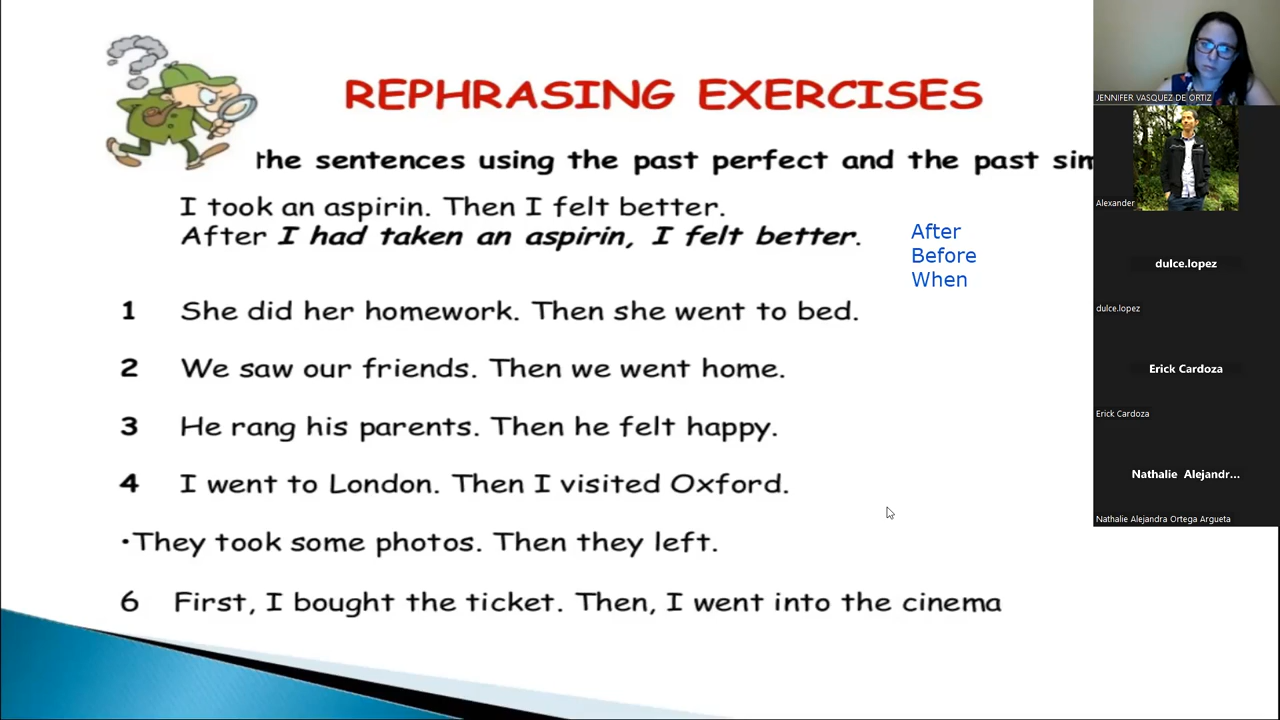 REPHRASING EXERCISES
the sentences using the past perfect and the past sim
I took an aspirin. Then I felt better.
After I had taken an aspirin, I felt better.
After
Before
When
1 She did her homework. Then she went to bed.
2 We saw our friends. Then we went home.
3 He rang his parents. Then he felt happy.
4 I went to London. Then I visited Oxford.
•They took some photos. Then they left.
6 First, I bought the ticket. Then, I went into the cinema
JENNIFER VASQUEZ DE ORTIZ
Alexander
dulce.lopez
dulce.lopez
Erick Cardoza
Erick Cardoza
Nathalie Alejandr...
Nathalie Alejandra Ortega Argueta